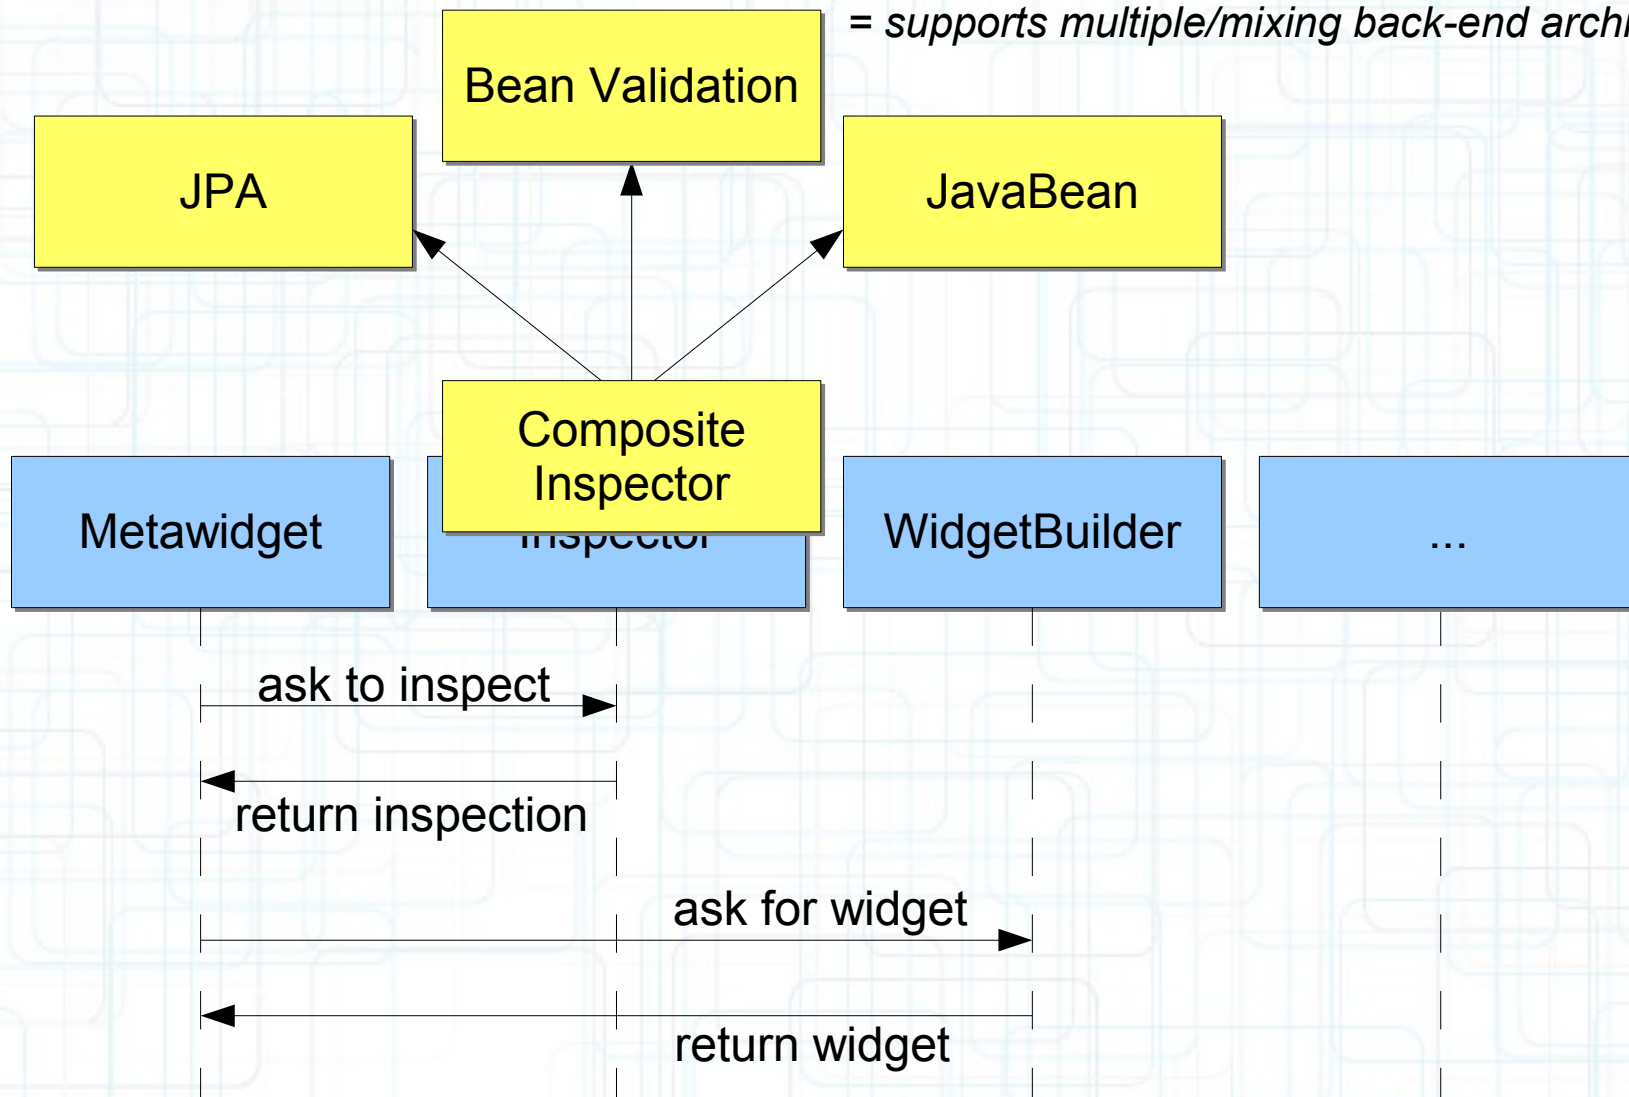 = supports multiple/mixing back-end
Bean Validation
JPA
JavaBean
Composite
Inspector
Metawidget
Inspector
WidgetBuilder
...
ask to inspect
return inspection
ask for widget
return widget